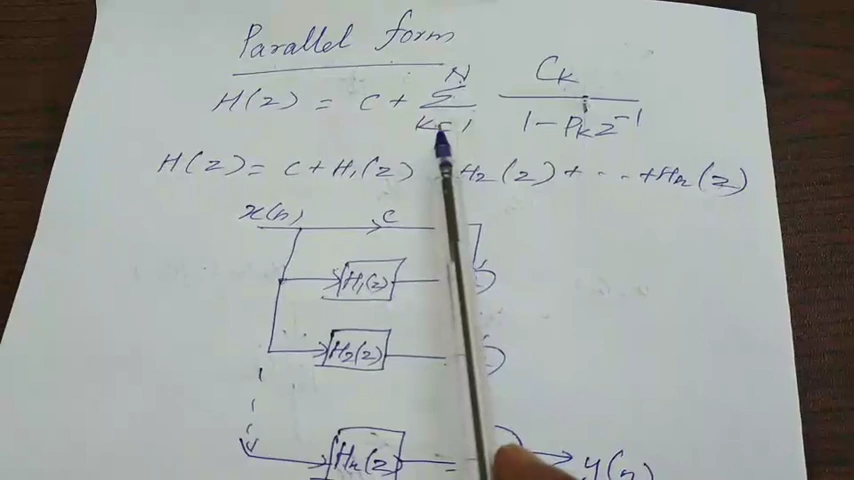 Parallel form
H(z) = C + N Σ K=1 Ck / 1 - Pk z^-1
H(z) = C + H1(z) H2(z) + ... + Hn(z)
x(n) C
H1(z)
H2(z)
Hn(z)
y(n)